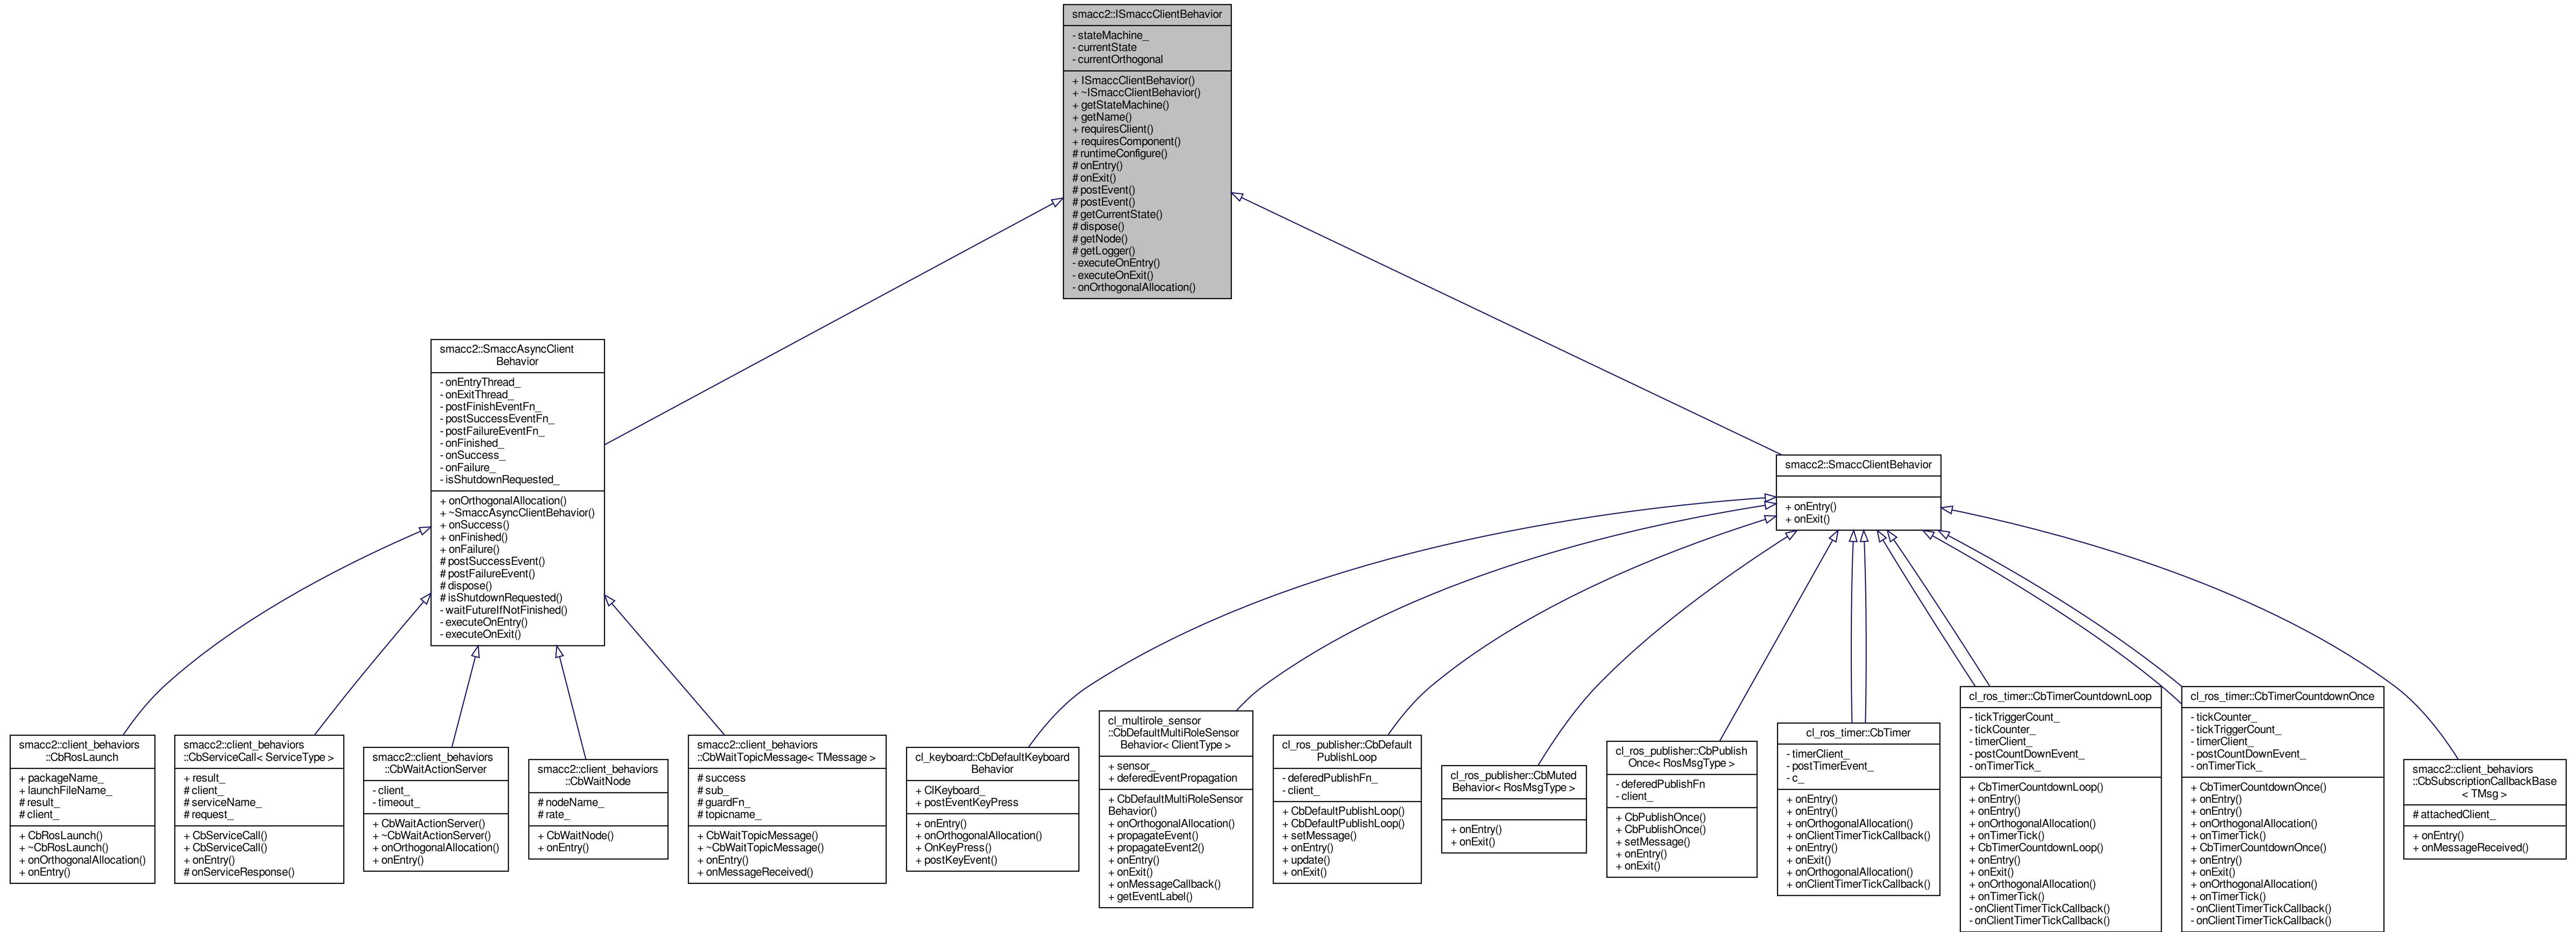 smacc2::ISmaccClientBehavior
- stateMachine_
- currentState
- currentOrthogonal
+ ISmaccClientBehavior()
+ ~ISmaccClientBehavior()
+ getStateMachine()
+ getName()
+ requiresClient()
+ requiresComponent()
# runtimeConfigure()
# onEntry()
# onExit()
# postEvent()
# postEvent()
# getCurrentState()
# dispose()
# getNode()
# getLogger()
- executeOnEntry()
- executeOnExit()
- onOrthogonalAllocation()
smacc2::SmaccAsyncClient
Behavior
- onEntryThread_
- onExitThread_
- postFinishEventFn_
- postSuccessEventFn_
- postFailureEventFn_
- onFinished_
- onSuccess_
- onFailure_
- isShutdownRequested_
+ onOrthogonalAllocation()
+ ~SmaccAsyncClientBehavior()
+ onSuccess()
+ onFinished()
+ onFailure()
# postSuccessEvent()
# postFailureEvent()
# dispose()
# isShutdownRequested()
- waitFutureIfNotFinished()
- executeOnEntry()
- executeOnExit()
smacc2::SmaccClientBehavior
+ onEntry()
+ onExit()
smacc2::client_behaviors
::CbRosLaunch
+ packageName_
+ launchFileName_
# result_
# client_
+ CbRosLaunch()
+ ~CbRosLaunch()
+ onOrthogonalAllocation()
+ onEntry()
smacc2::client_behaviors
::CbServiceCall< ServiceType >
+ result_
# client_
# serviceName_
# request_
+ CbServiceCall()
+ CbServiceCall()
+ onEntry()
# onServiceResponse()
smacc2::client_behaviors
::CbWaitActionServer
- client_
- timeout_
+ CbWaitActionServer()
+ ~CbWaitActionServer()
+ onOrthogonalAllocation()
+ onEntry()
smacc2::client_behaviors
::CbWaitNode
# nodeName_
# rate_
+ CbWaitNode()
+ onEntry()
smacc2::client_behaviors
::CbWaitTopicMessage< TMessage >
# success
# sub_
# guardFn_
# topicname_
+ CbWaitTopicMessage()
+ ~CbWaitTopicMessage()
+ onEntry()
+ onMessageReceived()
cl_keyboard::CbDefaultKeyboard
Behavior
+ ClKeyboard_
+ postEventKeyPress
+ onEntry()
+ onOrthogonalAllocation()
+ OnKeyPress()
+ postKeyEvent()
cl_multirole_sensor
::CbDefaultMultiRoleSensor
Behavior< ClientType >
+ sensor_
+ deferedEventPropagation
+ CbDefaultMultiRoleSensor
Behavior()
+ onOrthogonalAllocation()
+ propagateEvent()
+ propagateEvent2()
+ onEntry()
+ onExit()
+ onMessageCallback()
+ getEventLabel()
cl_ros_publisher::CbDefault
PublishLoop
- deferedPublishFn_
- client_
+ CbDefaultPublishLoop()
+ CbDefaultPublishLoop()
+ setMessage()
+ onEntry()
+ update()
+ onExit()
cl_ros_publisher::CbMuted
Behavior< RosMsgType >
+ onEntry()
+ onExit()
cl_ros_publisher::CbPublish
Once< RosMsgType >
- deferedPublishFn
- client_
+ CbPublishOnce()
+ CbPublishOnce()
+ setMessage()
+ onEntry()
+ onExit()
cl_ros_timer::CbTimer
- timerClient_
- postTimerEvent_
- c_
+ onEntry()
+ onEntry()
+ onOrthogonalAllocation()
+ onClientTimerTickCallback()
+ onEntry()
+ onExit()
+ onOrthogonalAllocation()
+ onClientTimerTickCallback()
cl_ros_timer::CbTimerCountdownLoop
- tickTriggerCount_
- tickCounter_
- timerClient_
- postCountDownEvent_
- onTimerTick_
+ CbTimerCountdownLoop()
+ onEntry()
+ onEntry()
+ onOrthogonalAllocation()
+ onTimerTick()
+ CbTimerCountdownLoop()
+ onEntry()
+ onExit()
+ onOrthogonalAllocation()
+ onTimerTick()
- onClientTimerTickCallback()
- onClientTimerTickCallback()
cl_ros_timer::CbTimerCountdownOnce
- tickCounter_
- tickTriggerCount_
- timerClient_
- postCountDownEvent_
- onTimerTick_
+ CbTimerCountdownOnce()
+ onEntry()
+ onEntry()
+ onOrthogonalAllocation()
+ onTimerTick()
+ CbTimerCountdownOnce()
+ onEntry()
+ onExit()
+ onOrthogonalAllocation()
+ onTimerTick()
- onClientTimerTickCallback()
- onClientTimerTickCallback()
smacc2::client_behaviors
::CbSubscriptionCallbackBase
< TMsg >
# attachedClient_
+ onEntry()
+ onMessageReceived()